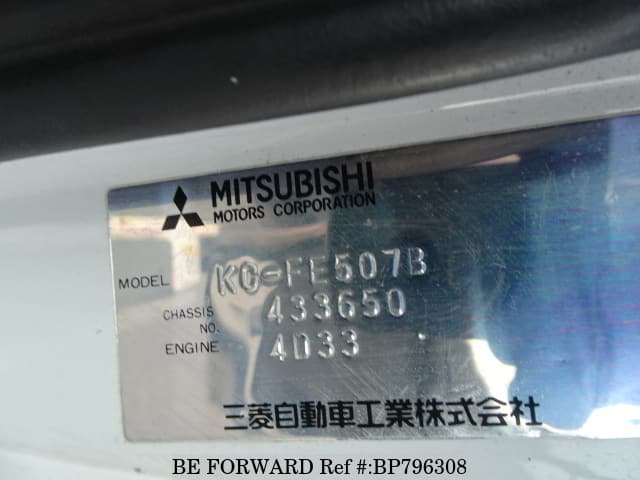 MITSUBISHI
MOTORS CORPORATION
MODEL KC-FE507B
CHASSIS NO. 433650
ENGINE 4D33
三菱自動車工業株式会社
BE FORWARD Ref #:BP796308